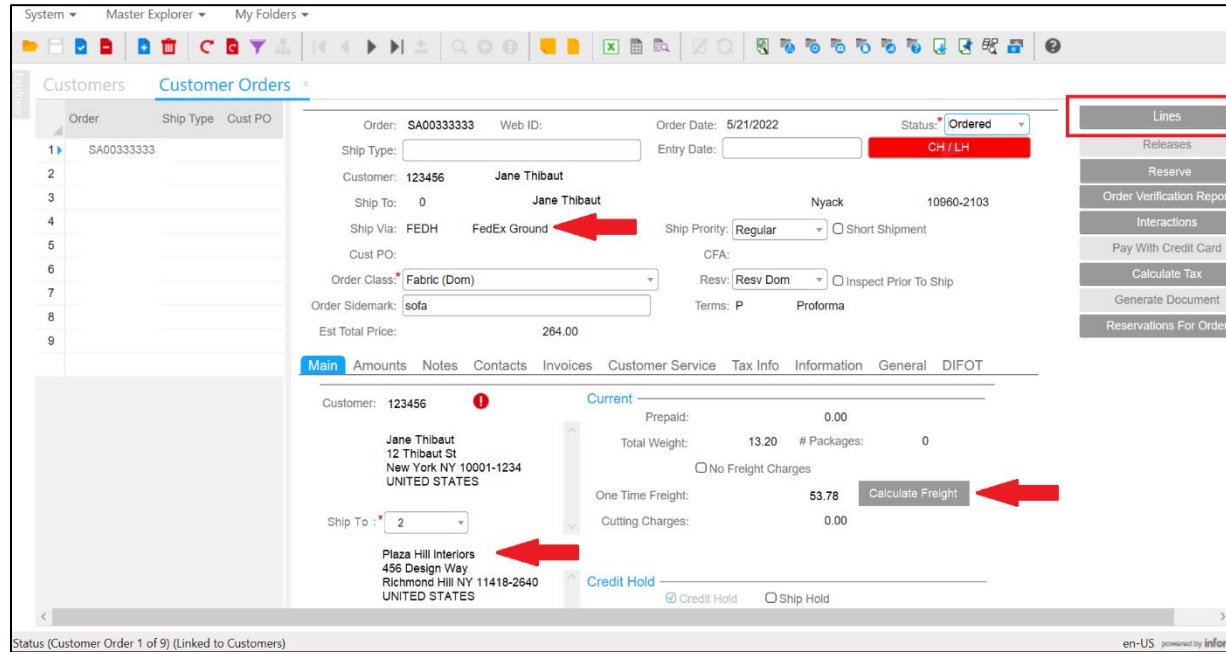 System Master Explorer My Folders
Explorer
Customers Customer Orders ×
Order Ship Type Cust PO
1 SA00333333
2
3
4
5
6
7
8
9
Order: SA00333333 Web ID: Order Date: 5/21/2022 Status:* Ordered
Ship Type: Entry Date: CH / LH
Customer: 123456 Jane Thibaut
Ship To: 0 Jane Thibaut Nyack 10960-2103
Ship Via: FEDH FedEx Ground Ship Prority: Regular Short Shipment
Cust PO: CFA:
Order Class:* Fabric (Dom) Resv: Resv Dom Inspect Prior To Ship
Order Sidemark: sofa Terms: P Proforma
Est Total Price: 264.00
Lines
Releases
Reserve
Order Verification Repor
Interactions
Pay With Credit Card
Calculate Tax
Generate Document
Reservations For Order
Main Amounts Notes Contacts Invoices Customer Service Tax Info Information General DIFOT
Customer: 123456
Jane Thibaut
12 Thibaut St
New York NY 10001-1234
UNITED STATES
Ship To :* 2
Plaza Hill Interiors
456 Design Way
Richmond Hill NY 11418-2640
UNITED STATES
Current
Prepaid: 0.00
Total Weight: 13.20 # Packages: 0
No Freight Charges
One Time Freight: 53.78 Calculate Freight
Cutting Charges: 0.00
Credit Hold
Credit Hold Ship Hold
Status (Customer Order 1 of 9) (Linked to Customers) en-US powered by infor